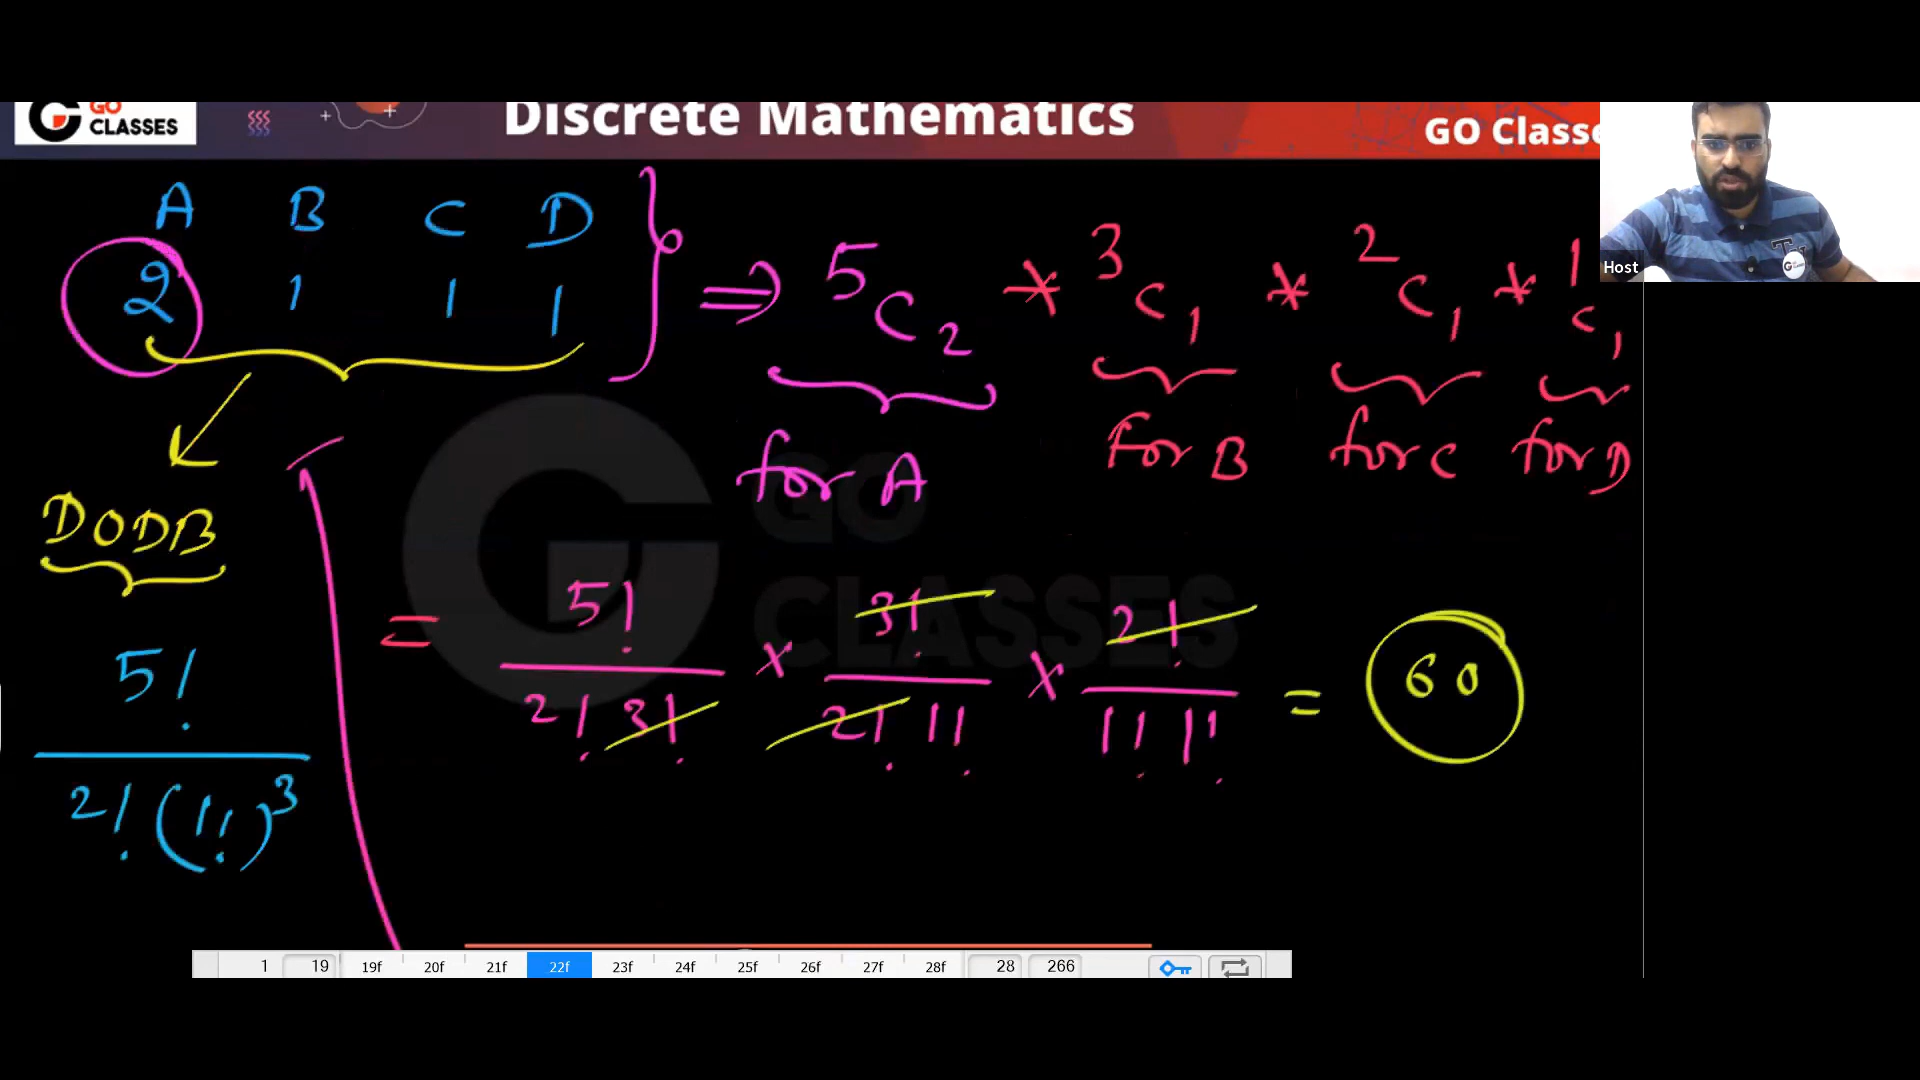 GO
CLASSES
Discrete Mathematics
GO Classe
Host
A B C D
2 1 1 1 } ⇒ ⁵C₂ * ³C₁ * ²C₁ * ¹C₁
for A for B for C for D
DODB
5! / 2! (1!)³
= 5! / 2! 3! × 3! / 2! 1! × 2! / 1! 1! = 60
GO
CLASSES
1 19 19f 20f 21f 22f 23f 24f 25f 26f 27f 28f 28 266